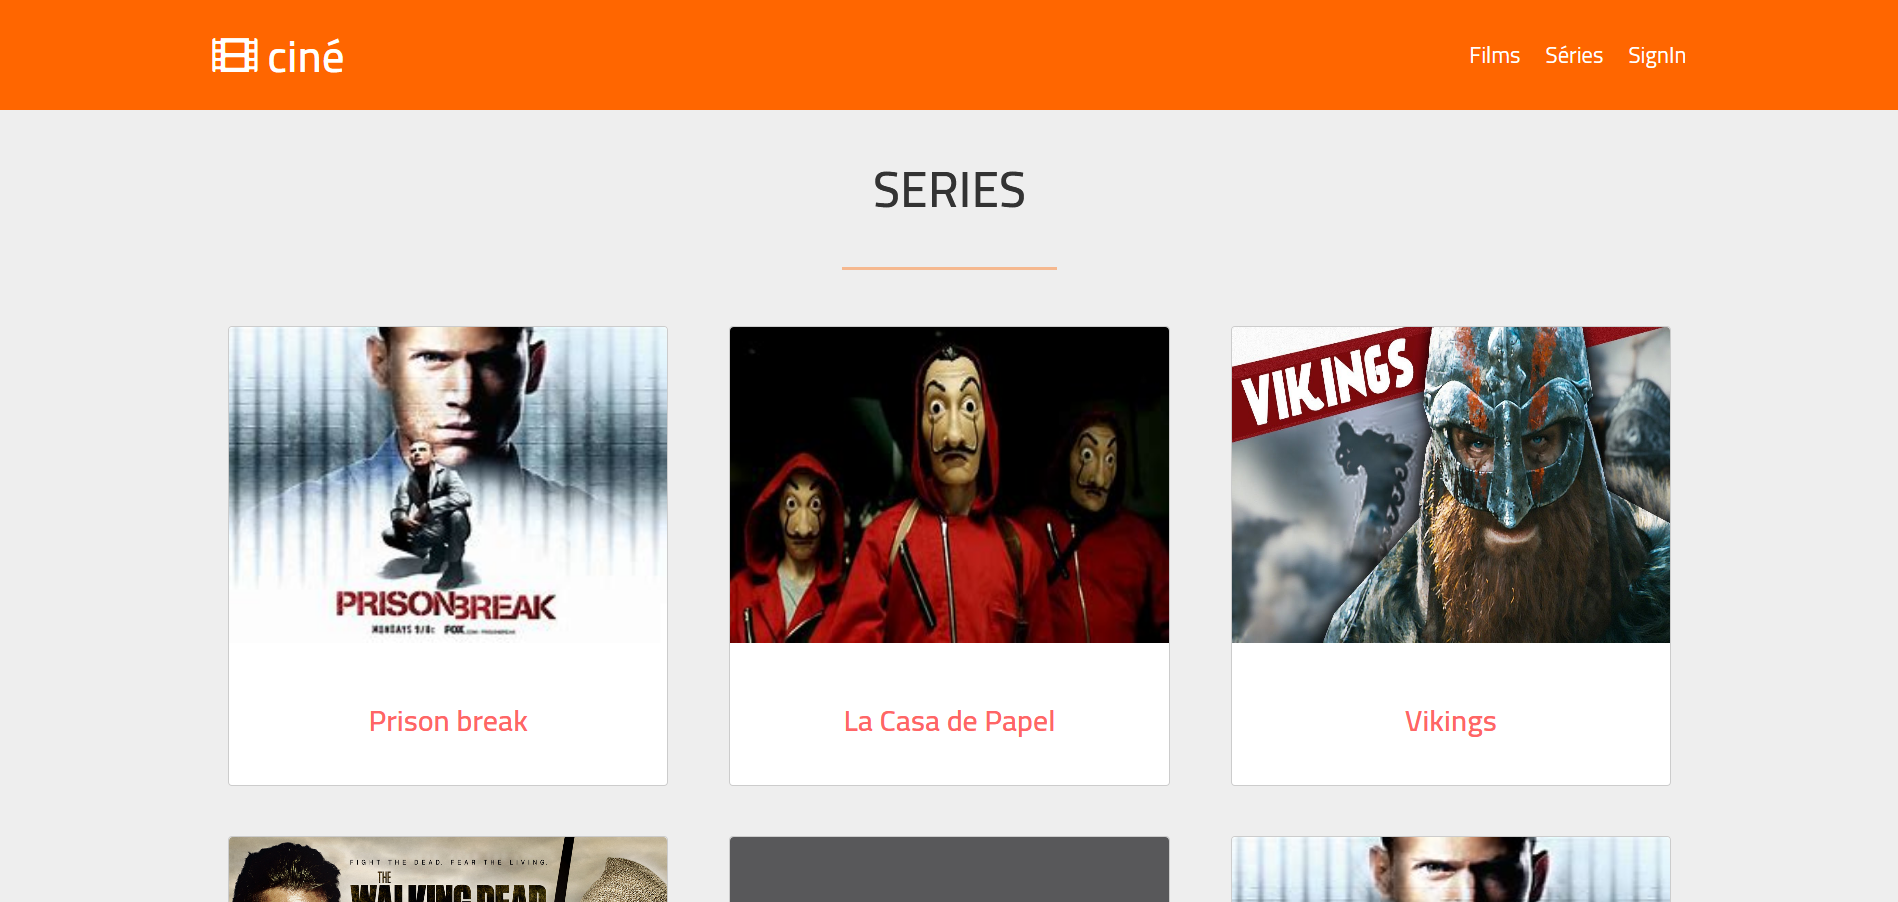 ciné
Films Séries SignIn
SERIES
PRISON BREAK
MONDAYS 9/8c FOX
VIKINGS
Prison break
La Casa de Papel
Vikings
FIGHT THE DEAD. FEAR THE LIVING.
THE
WALKING DEAD